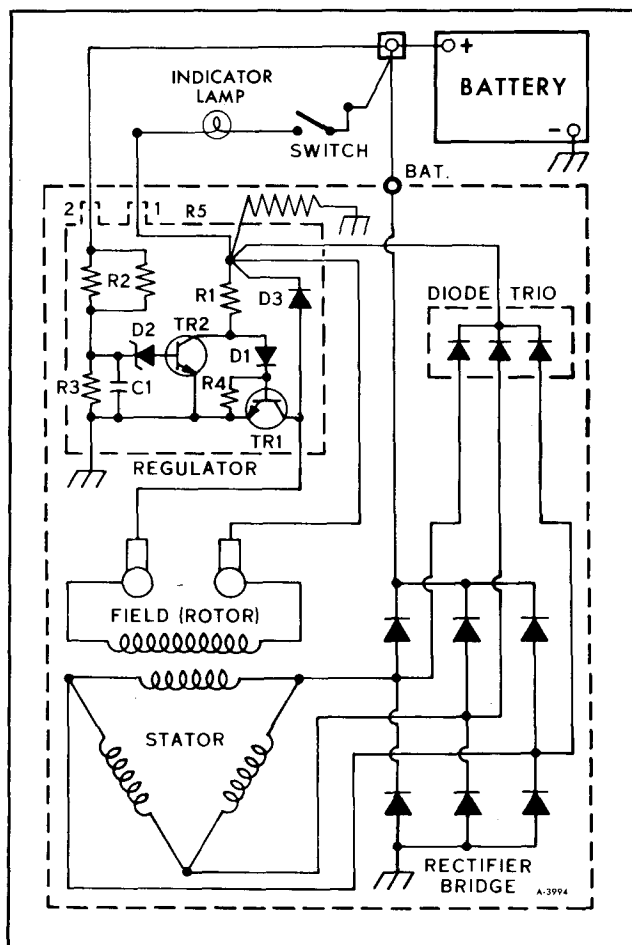 INDICATOR
LAMP
SWITCH
+
BATTERY
-
BAT.
2
1
R5
R2
R1
D3
DIODE TRIO
D2
TR2
D1
R3
C1
R4
TR1
REGULATOR
FIELD (ROTOR)
STATOR
RECTIFIER
BRIDGE
A-3994